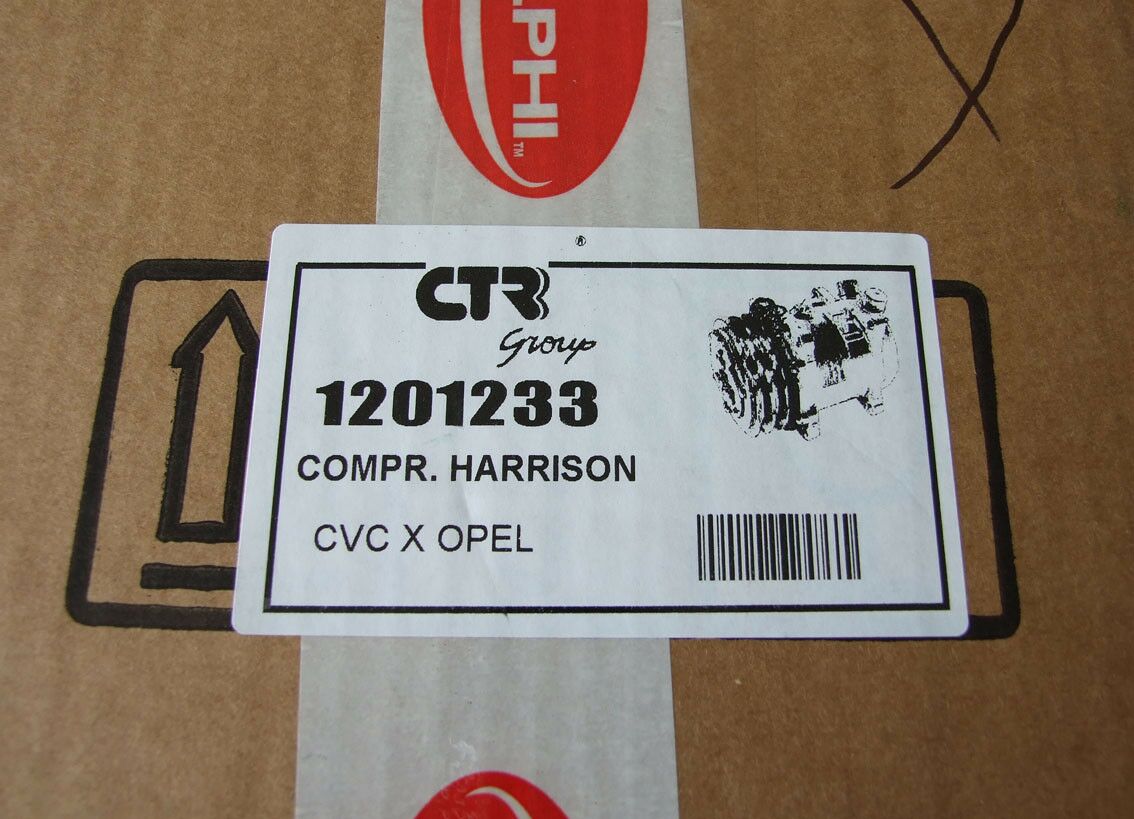 LPHI
TM
CTR
Group
1201233
COMPR. HARRISON
CVC X OPEL